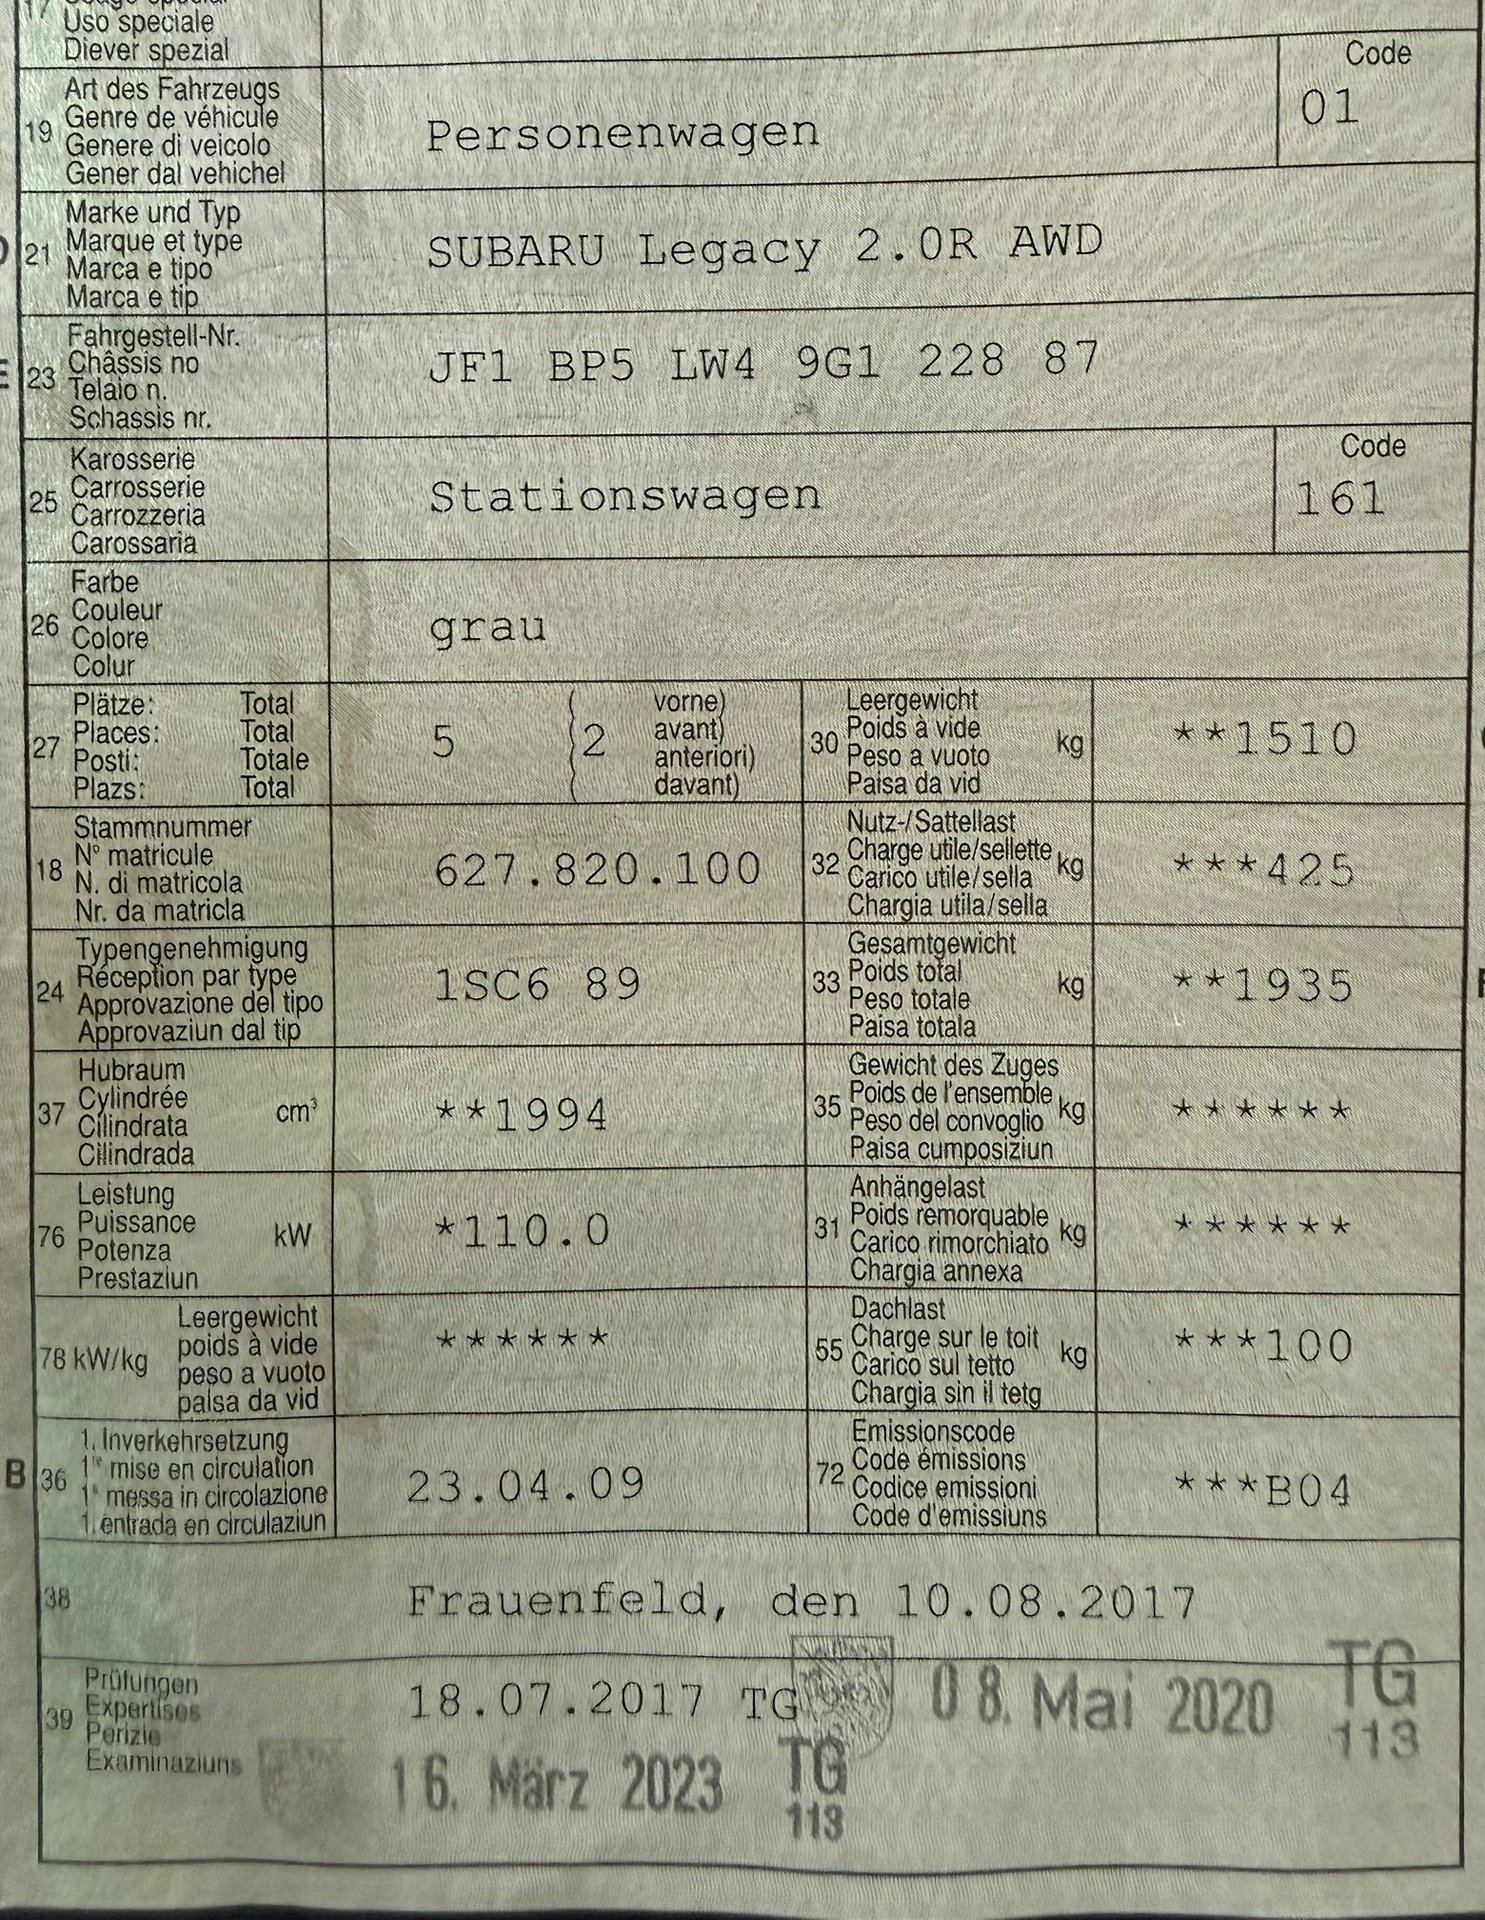 17
Uso speciale
Diever spezial
19
Art des Fahrzeugs
Genre de véhicule
Genere di veicolo
Gener dal vehichel
Personenwagen
Code
01
21
Marke und Typ
Marque et type
Marca e tipo
Marca e tip
SUBARU Legacy 2.0R AWD
23
Fahrgestell-Nr.
Châssis no
Telaio n.
Schassis nr.
JF1 BP5 LW4 9G1 228 87
25
Karosserie
Carrosserie
Carrozzeria
Carossaria
Stationswagen
Code
161
26
Farbe
Couleur
Colore
Colur
grau
27
Plätze: Total
Places: Total
Posti: Totale
Plazs: Total
5
(2
vorne)
avant)
anteriori)
davant)
30
Leergewicht
Poids à vide
Peso a vuoto
Paisa da vid
kg
**1510
18
Stammnummer
N° matricule
N. di matricola
Nr. da matricla
627.820.100
32
Nutz-/Sattellast
Charge utile/sellette
Carico utile/sella
Chargia utila/sella
kg
***425
24
Typengenehmigung
Réception par type
Approvazione del tipo
Approvaziun dal tip
1SC6 89
33
Gesamtgewicht
Poids total
Peso totale
Paisa totala
kg
**1935
37
Hubraum
Cylindrée
Cilindrata
Cilindrada
cm³
**1994
35
Gewicht des Zuges
Poids de l'ensemble
Peso del convoglio
Paisa cumposiziun
kg
******
76
Leistung
Puissance
Potenza
Prestaziun
kW
*110.0
31
Anhängelast
Poids remorquable
Carico rimorchiato
Chargia annexa
kg
******
78 kW/kg
Leergewicht
poids à vide
peso a vuoto
paisa da vid
******
55
Dachlast
Charge sur le toit
Carico sul tetto
Chargia sin il tetg
kg
***100
B
36
1. Inverkehrsetzung
1re mise en circulation
1a messa in circolazione
1. entrada en circulaziun
23.04.09
72
Emissionscode
Code émissions
Codice emissioni
Code d'emissiuns
***B04
38
Frauenfeld, den 10.08.2017
39
Prüfungen
Expertises
Perizie
Examinaziuns
18.07.2017 TG
08. Mai 2020
TG
113
16. März 2023
TG
113